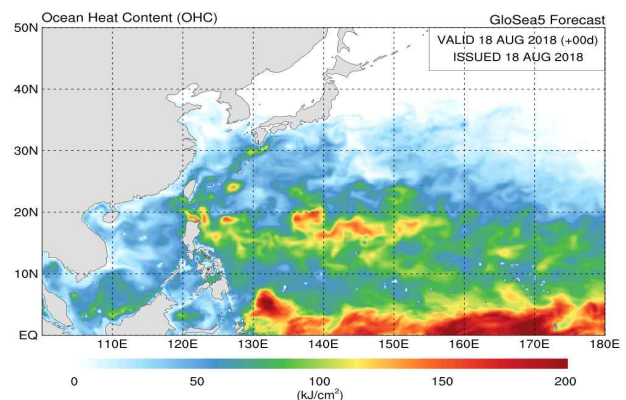 Ocean Heat Content (OHC) GloSea5 Forecast
50N
VALID 18 AUG 2018 (+00d)
ISSUED 18 AUG 2018
40N
30N
20N
10N
EQ
110E 120E 130E 140E 150E 160E 170E 180E
0 50 100 150 200
(kJ/cm²)